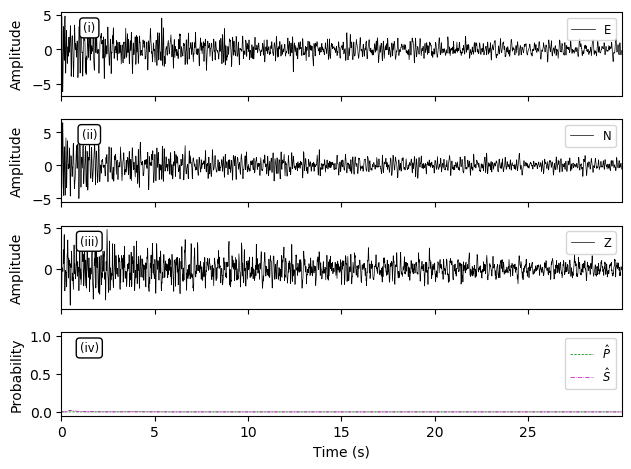 5
0
−5
Amplitude
(i)
E
5
0
−5
Amplitude
(ii)
N
5
0
Amplitude
(iii)
Z
1.0
0.5
0.0
Probability
(iv)
P̂
Ŝ
0 5 10 15 20 25
Time (s)